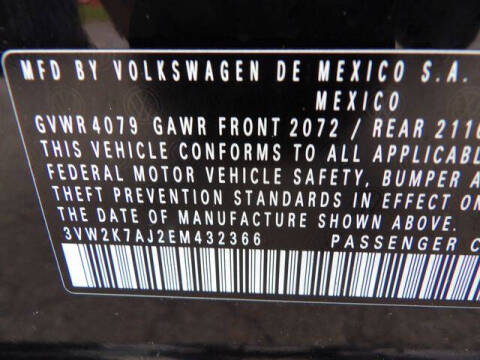 MFD BY VOLKSWAGEN DE MEXICO S.A.
MEXICO
GVWR 4079 GAWR FRONT 2072 / REAR 2116
THIS VEHICLE CONFORMS TO ALL APPLICABL
FEDERAL MOTOR VEHICLE SAFETY, BUMPER A
THEFT PREVENTION STANDARDS IN EFFECT O
THE DATE OF MANUFACTURE SHOWN ABOVE.
3VW2K7AJ2EM432366 PASSENGER C